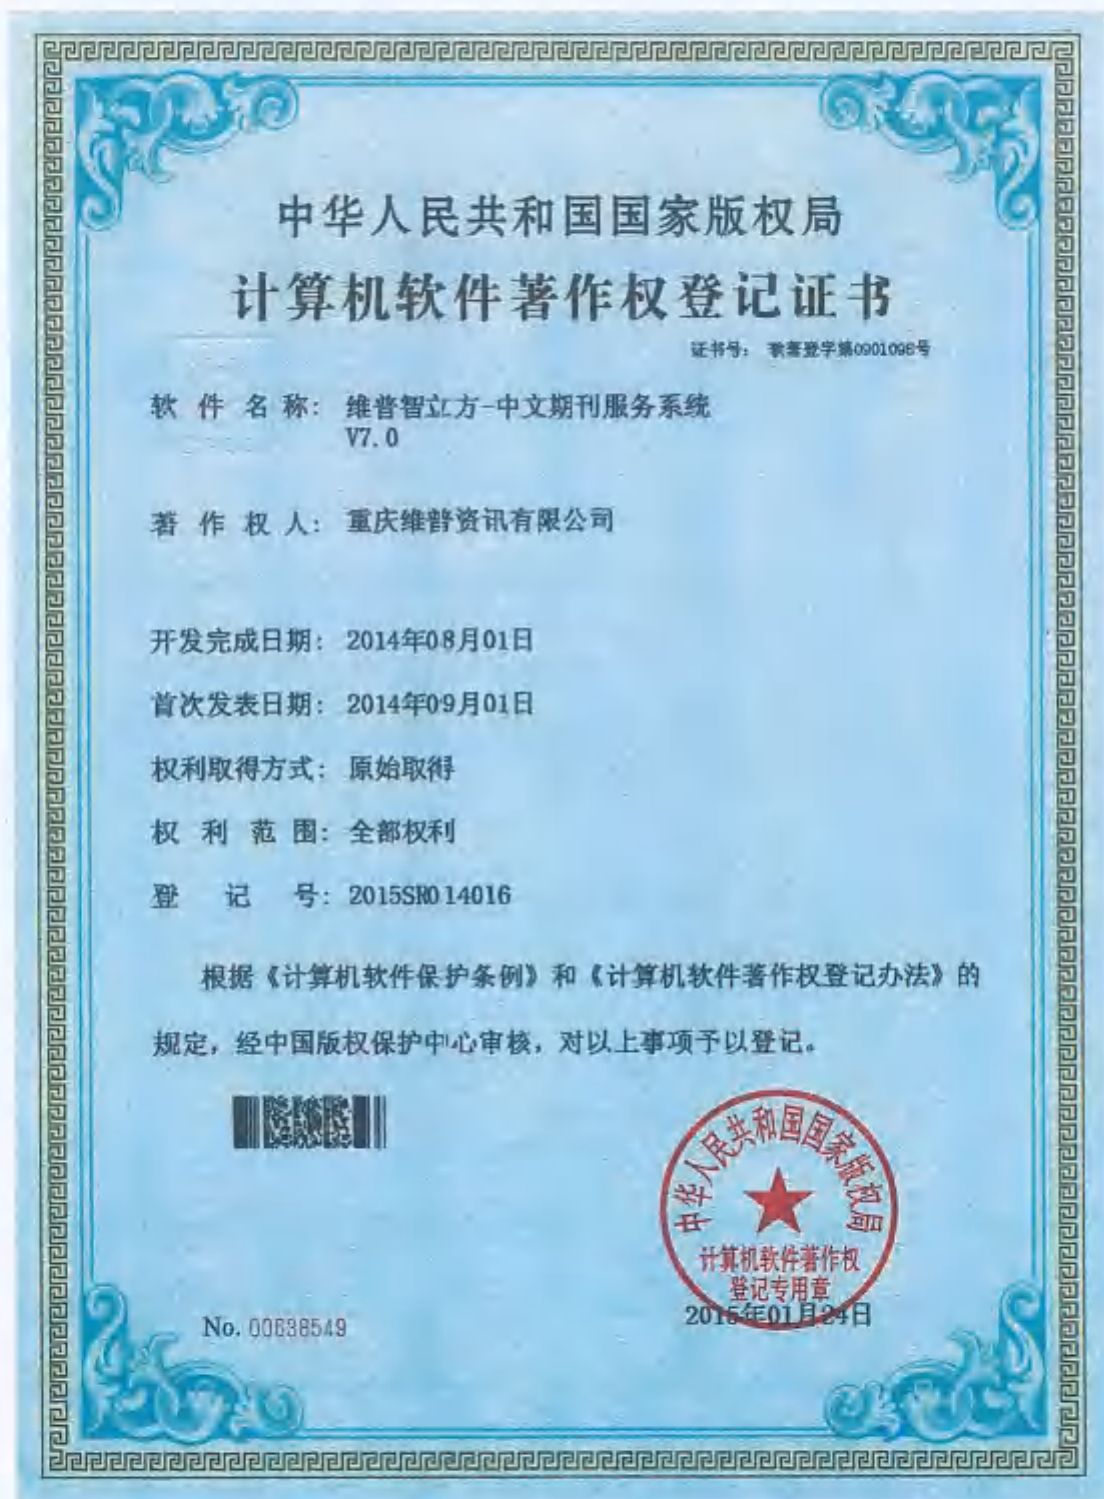 中华人民共和国国家版权局
计算机软件著作权登记证书
证书号： 软著登字第0901096号
软件名称： 维普智立方-中文期刊服务系统
V7.0
著作权人： 重庆维普资讯有限公司
开发完成日期： 2014年08月01日
首次发表日期： 2014年09月01日
权利取得方式： 原始取得
权利范围： 全部权利
登记号： 2015SR014016
根据《计算机软件保护条例》和《计算机软件著作权登记办法》的
规定，经中国版权保护中心审核，对以上事项予以登记。
中华人民共和国国家版权局
计算机软件著作权
登记专用章
2015年01月24日
No. 00638549